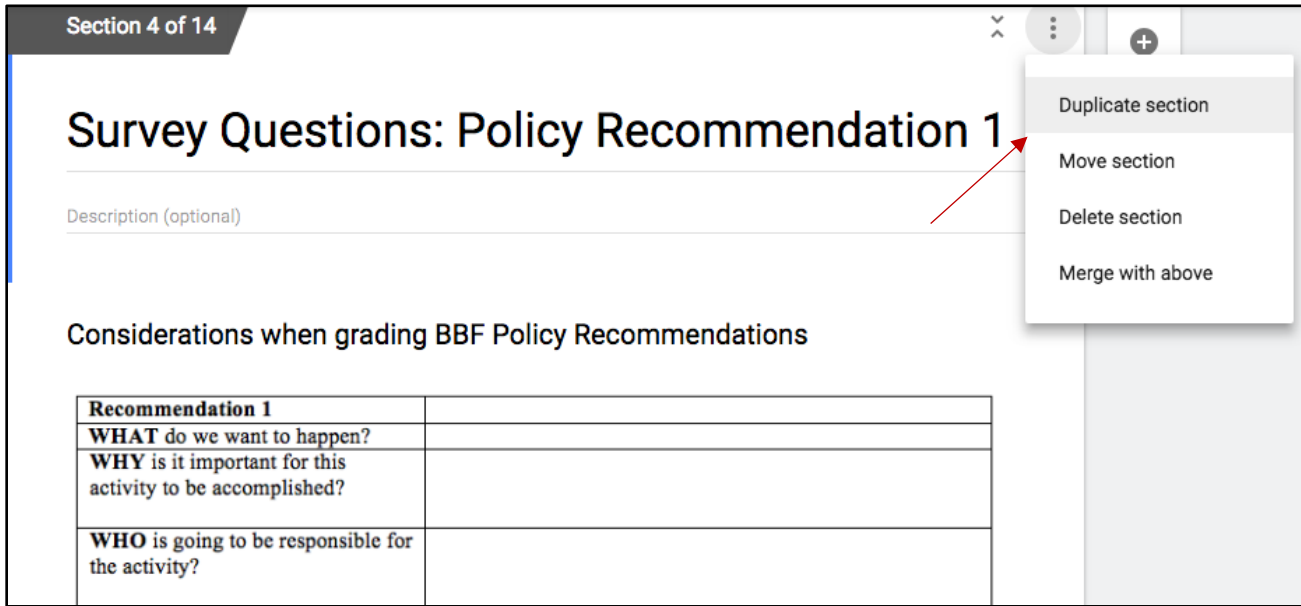 Section 4 of 14
Survey Questions: Policy Recommendation 1
Description (optional)
Duplicate section
Move section
Delete section
Merge with above
Considerations when grading BBF Policy Recommendations
Recommendation 1
WHAT do we want to happen?
WHY is it important for this
activity to be accomplished?
WHO is going to be responsible for
the activity?